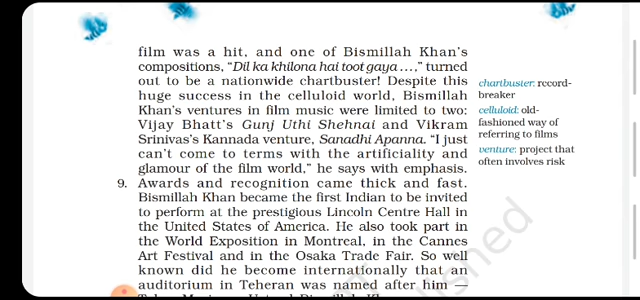 film was a hit, and one of Bismillah Khan's
compositions, "Dil ka khilona hai toot gaya ...," turned
out to be a nationwide chartbuster! Despite this
huge success in the celluloid world, Bismillah
Khan's ventures in film music were limited to two:
Vijay Bhatt's Gunj Uthi Shehnai and Vikram
Srinivas's Kannada venture, Sanadhi Apanna. "I just
can't come to terms with the artificiality and
glamour of the film world," he says with emphasis.
9. Awards and recognition came thick and fast.
Bismillah Khan became the first Indian to be invited
to perform at the prestigious Lincoln Centre Hall in
the United States of America. He also took part in
the World Exposition in Montreal, in the Cannes
Art Festival and in the Osaka Trade Fair. So well
known did he become internationally that an
auditorium in Teheran was named after him —
chartbuster: rccord-
breaker
celluloid: old-
fashioned way of
referring to films
venture: project that
often involves risk